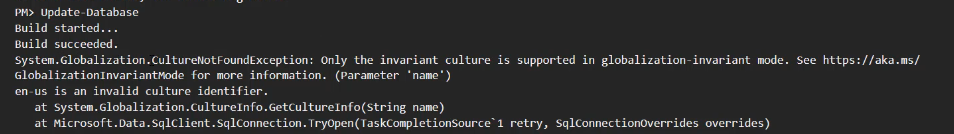 PM> Update-Database
Build started...
Build succeeded.
System.Globalization.CultureNotFoundException: Only the invariant culture is supported in globalization-invariant mode. See https://aka.ms/
GlobalizationInvariantMode for more information. (Parameter 'name')
en-us is an invalid culture identifier.
   at System.Globalization.CultureInfo.GetCultureInfo(String name)
   at Microsoft.Data.SqlClient.SqlConnection.TryOpen(TaskCompletionSource`1 retry, SqlConnectionOverrides overrides)